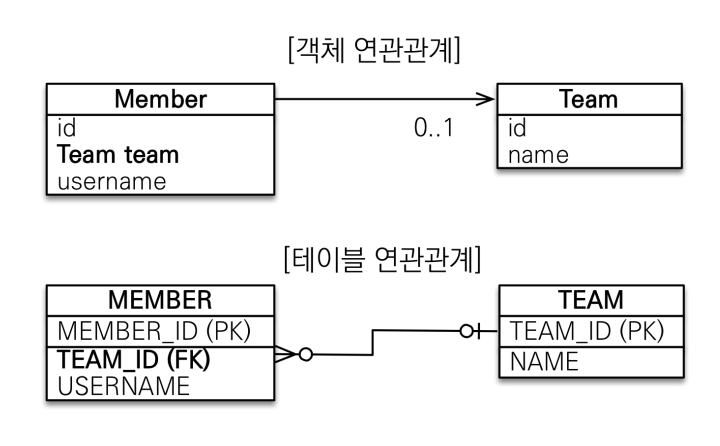 [객체 연관관계]
Member
id
Team team
username
0..1
Team
id
name
[테이블 연관관계]
MEMBER
MEMBER_ID (PK)
TEAM_ID (FK)
USERNAME
TEAM
TEAM_ID (PK)
NAME